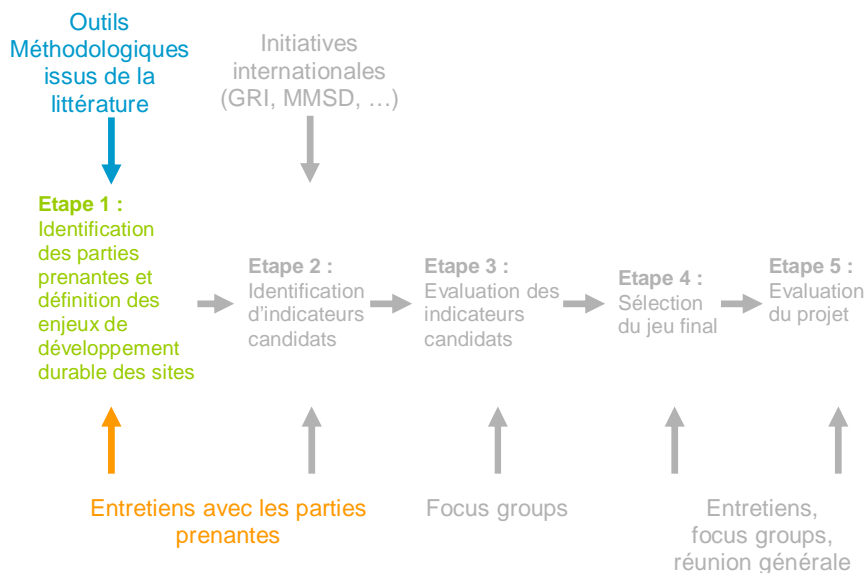 Outils
Méthodologiques
issus de la
littérature
Initiatives
internationales
(GRI, MMSD, …)
Etape 1 :
Identification
des parties
prenantes et
définition des
enjeux de
développement
durable des sites
Etape 2 :
Identification
d'indicateurs
candidats
Etape 3 :
Evaluation des
indicateurs
candidats
Etape 4 :
Sélection
du jeu final
Etape 5 :
Evaluation
du projet
Entretiens avec les parties
prenantes
Focus groups
Entretiens,
focus groups,
réunion générale